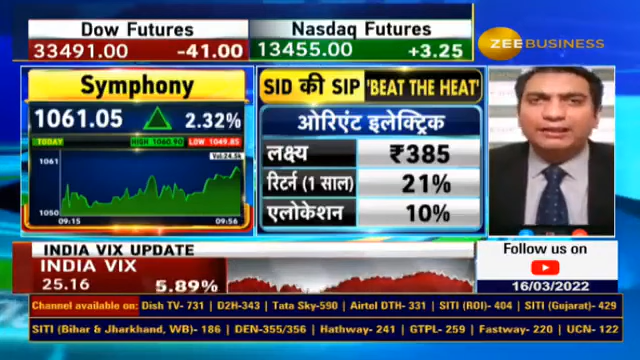 Dow Futures
33491.00 -41.00
Nasdaq Futures
13455.00 +3.25
ZEE BUSINESS
Symphony
1061.05 2.32%
TODAY HIGH 1060.90 LOW 1049.85
Vol:24.5k
1061
1050
09:15 09:56
SID की SIP 'BEAT THE HEAT'
ओरिएंट इलेक्ट्रिक
लक्ष्य ₹385
रिटर्न (1 साल) 21%
एलोकेशन 10%
INDIA VIX UPDATE
INDIA VIX
25.16 5.89%
Follow us on
16/03/2022
Channel available on: Dish TV- 731 | D2H-343 | Tata Sky-590 | Airtel DTH- 331 | SITI (ROI)- 404 | SITI (Gujarat)- 429
SITI (Bihar & Jharkhand, WB)- 186 | DEN-355/356 | Hathway- 241 | GTPL- 259 | Fastway- 220 | UCN- 122